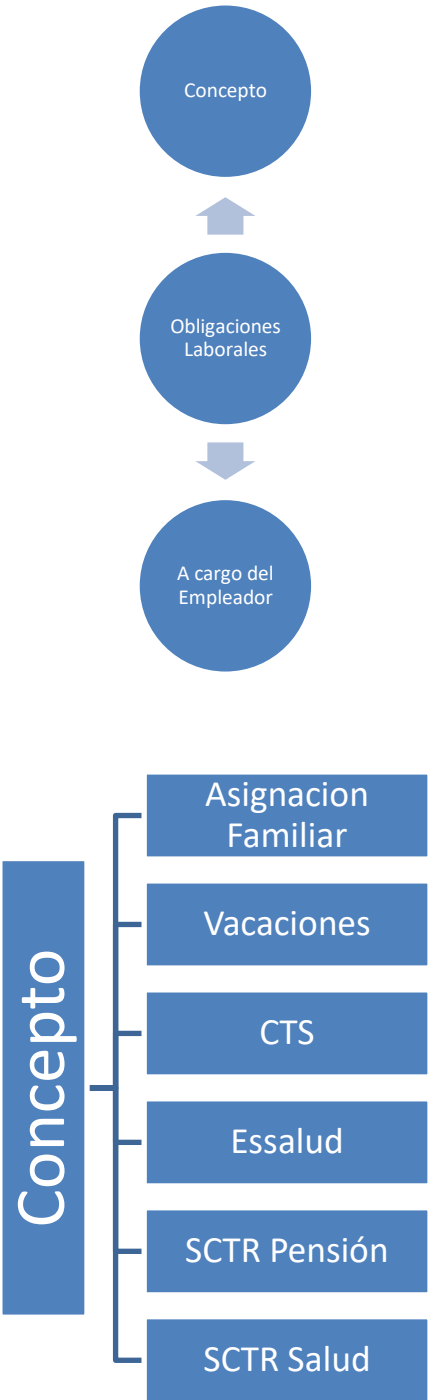 Concepto
Obligaciones
Laborales
A cargo del
Empleador
Concepto
Asignacion
Familiar
Vacaciones
CTS
Essalud
SCTR Pensión
SCTR Salud